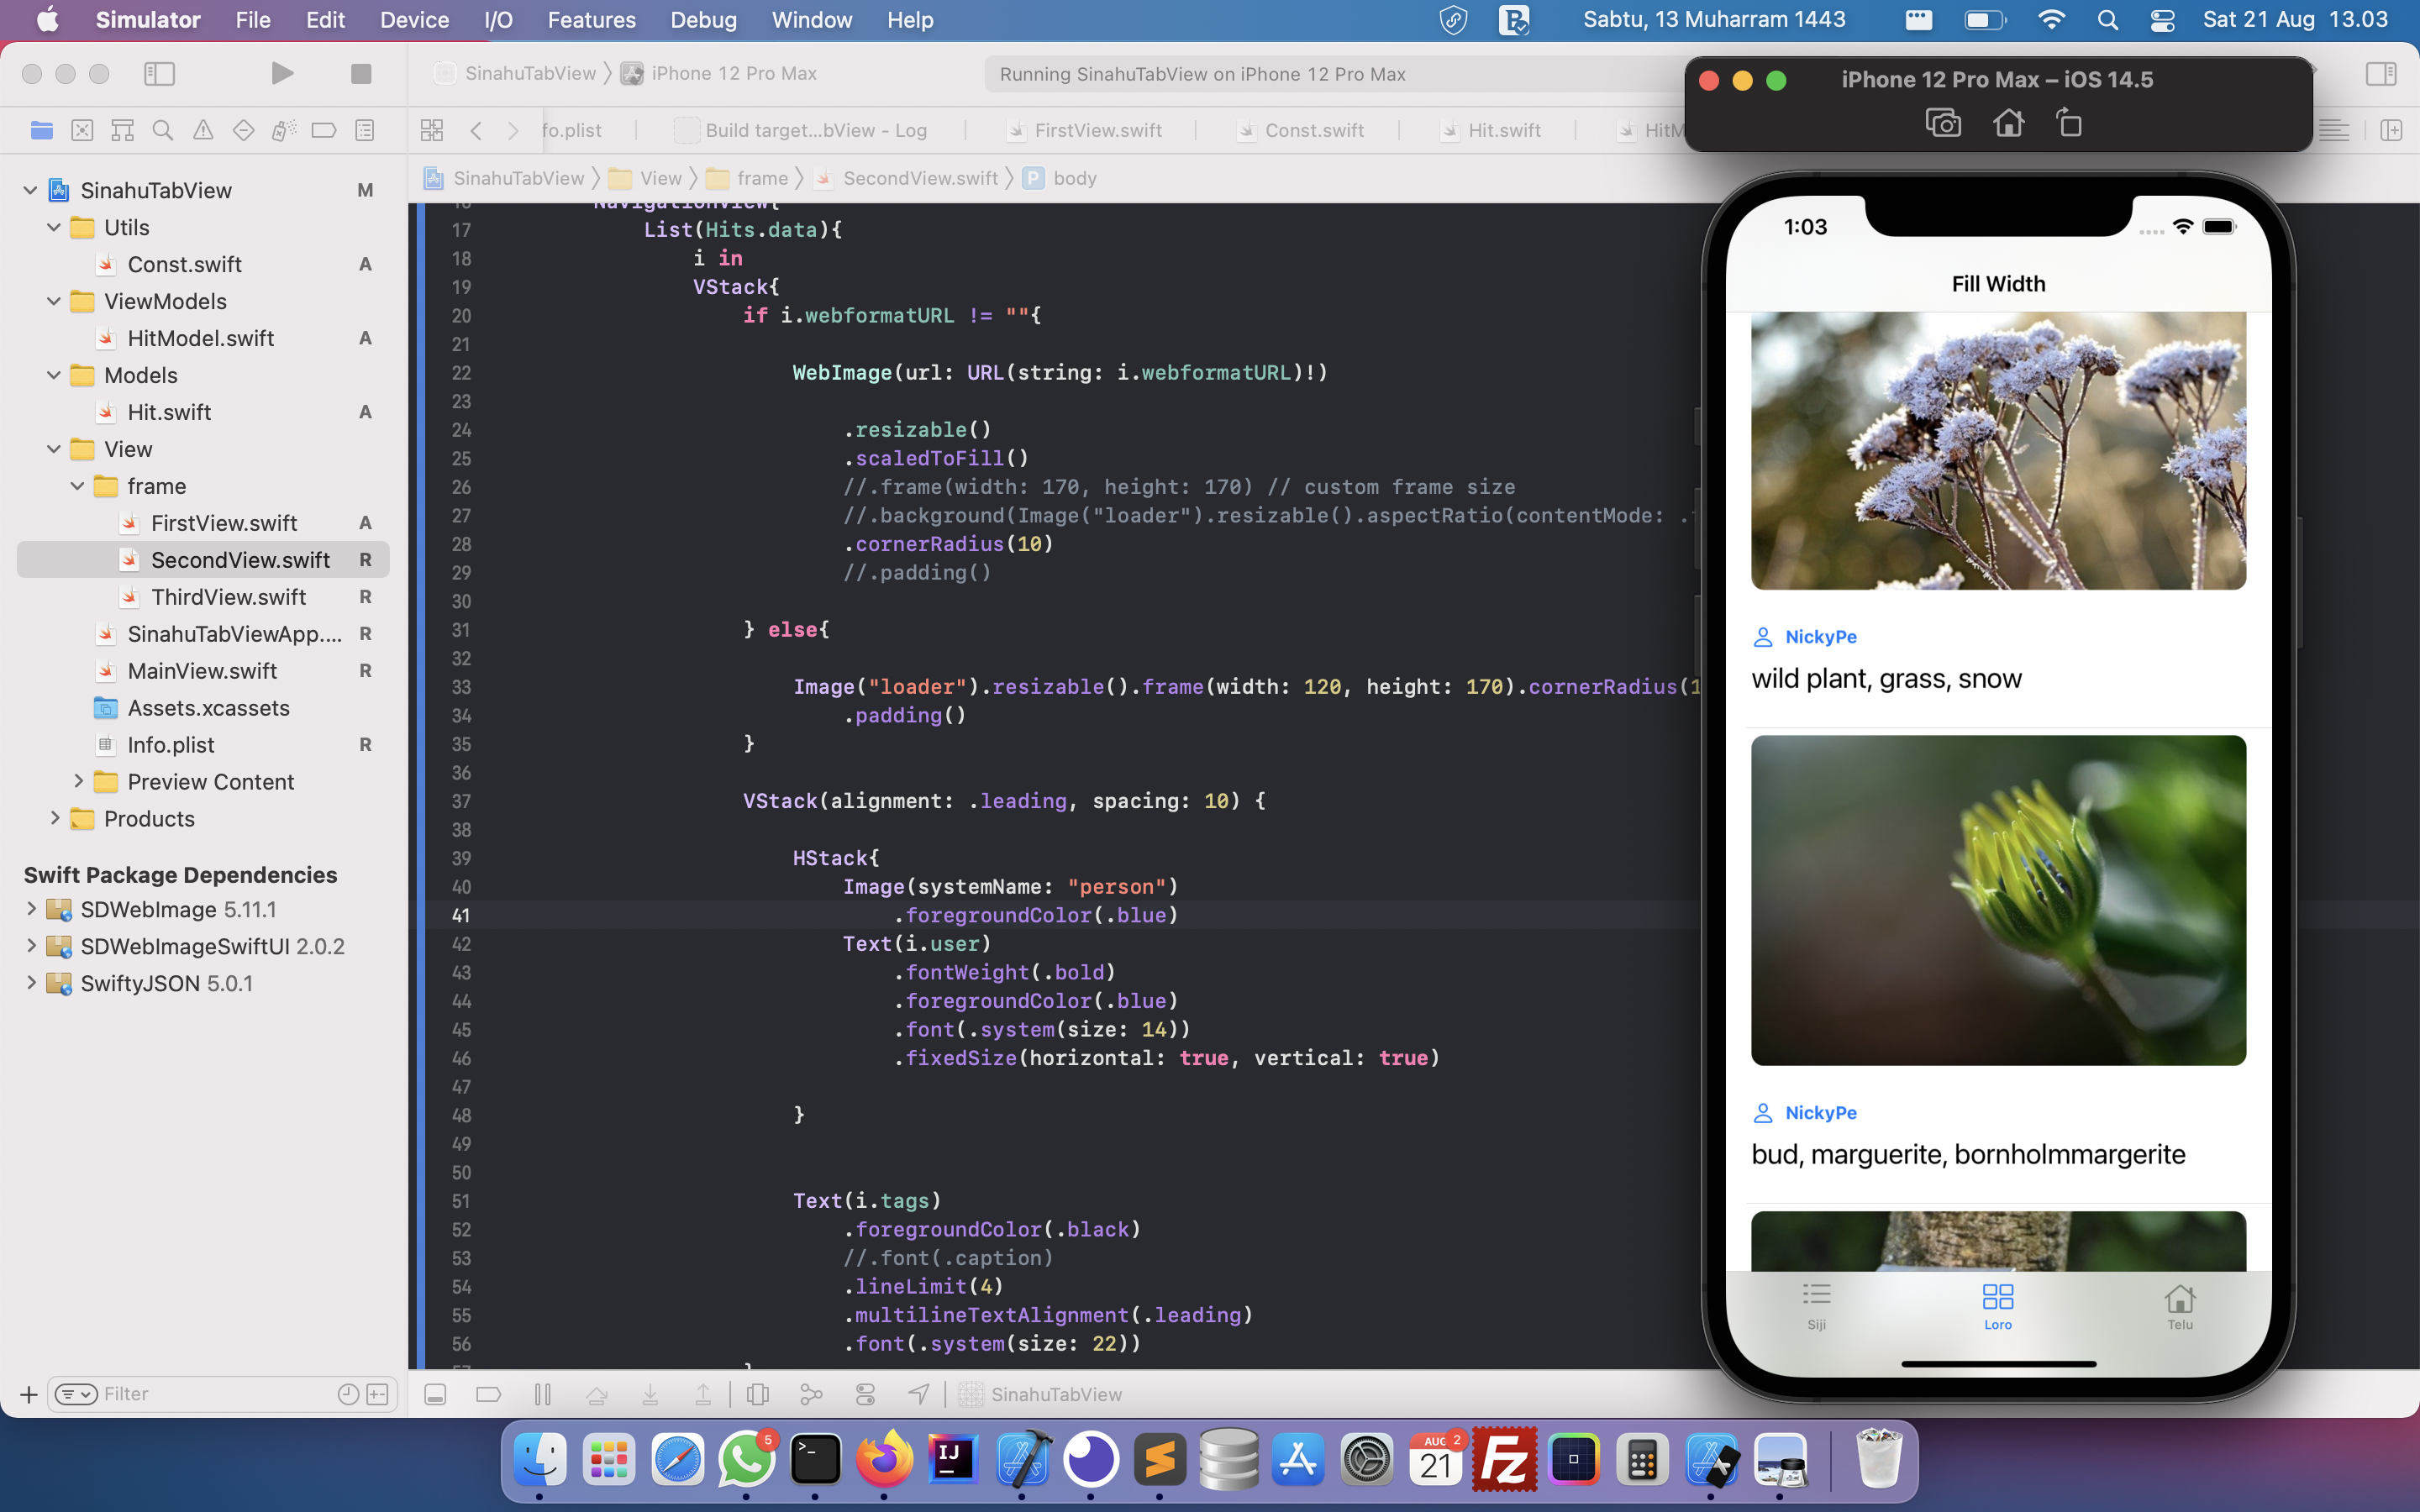 Simulator File Edit Device I/O Features Debug Window Help Sabtu, 13 Muharram 1443 Sat 21 Aug 13.03
SinahuTabView iPhone 12 Pro Max
Running SinahuTabView on iPhone 12 Pro Max
iPhone 12 Pro Max – iOS 14.5
fo.plist Build target...bView - Log FirstView.swift Const.swift Hit.swift HitM
SinahuTabView View frame SecondView.swift P body
SinahuTabView M
Utils
Const.swift A
ViewModels
HitModel.swift A
Models
Hit.swift A
View
frame
FirstView.swift A
SecondView.swift R
ThirdView.swift R
SinahuTabViewApp.... R
MainView.swift R
Assets.xcassets
Info.plist R
Preview Content
Products
Swift Package Dependencies
SDWebImage 5.11.1
SDWebImageSwiftUI 2.0.2
SwiftyJSON 5.0.1
Filter
16 NavigationView{
17 List(Hits.data){
18 i in
19 VStack{
20 if i.webformatURL != ""{
21
22 WebImage(url: URL(string: i.webformatURL)!)
23
24 .resizable()
25 .scaledToFill()
26 //.frame(width: 170, height: 170) // custom frame size
27 //.background(Image("loader").resizable().aspectRatio(contentMode: .
28 .cornerRadius(10)
29 //.padding()
30
31 } else{
32
33 Image("loader").resizable().frame(width: 120, height: 170).cornerRadius(1
34 .padding()
35 }
36
37 VStack(alignment: .leading, spacing: 10) {
38
39 HStack{
40 Image(systemName: "person")
41 .foregroundColor(.blue)
42 Text(i.user)
43 .fontWeight(.bold)
44 .foregroundColor(.blue)
45 .font(.system(size: 14))
46 .fixedSize(horizontal: true, vertical: true)
47
48 }
49
50
51 Text(i.tags)
52 .foregroundColor(.black)
53 //.font(.caption)
54 .lineLimit(4)
55 .multilineTextAlignment(.leading)
56 .font(.system(size: 22))
57 }
SinahuTabView
1:03
Fill Width
NickyPe
wild plant, grass, snow
NickyPe
bud, marguerite, bornholmmargerite
Siji Loro Telu
5
>_
IJ
AUG 2
21
Fz